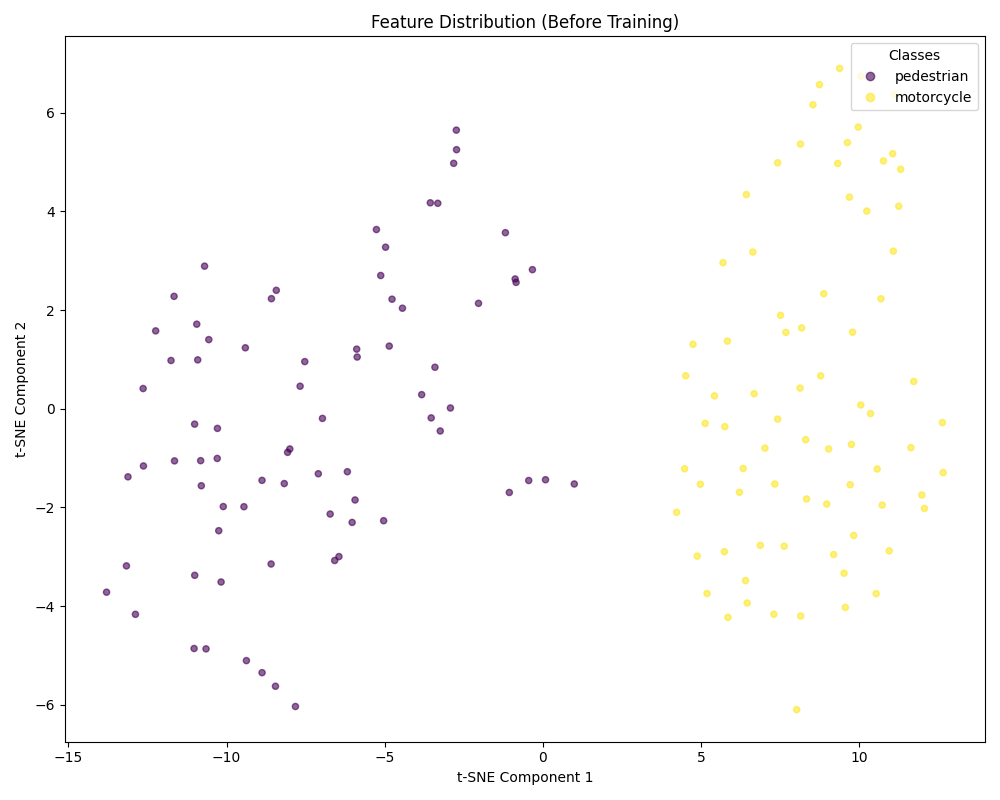 Feature Distribution (Before Training)
Classes
pedestrian
motorcycle
t-SNE Component 2
6
4
2
0
−2
−4
−6
−15
−10
−5
0
5
10
t-SNE Component 1